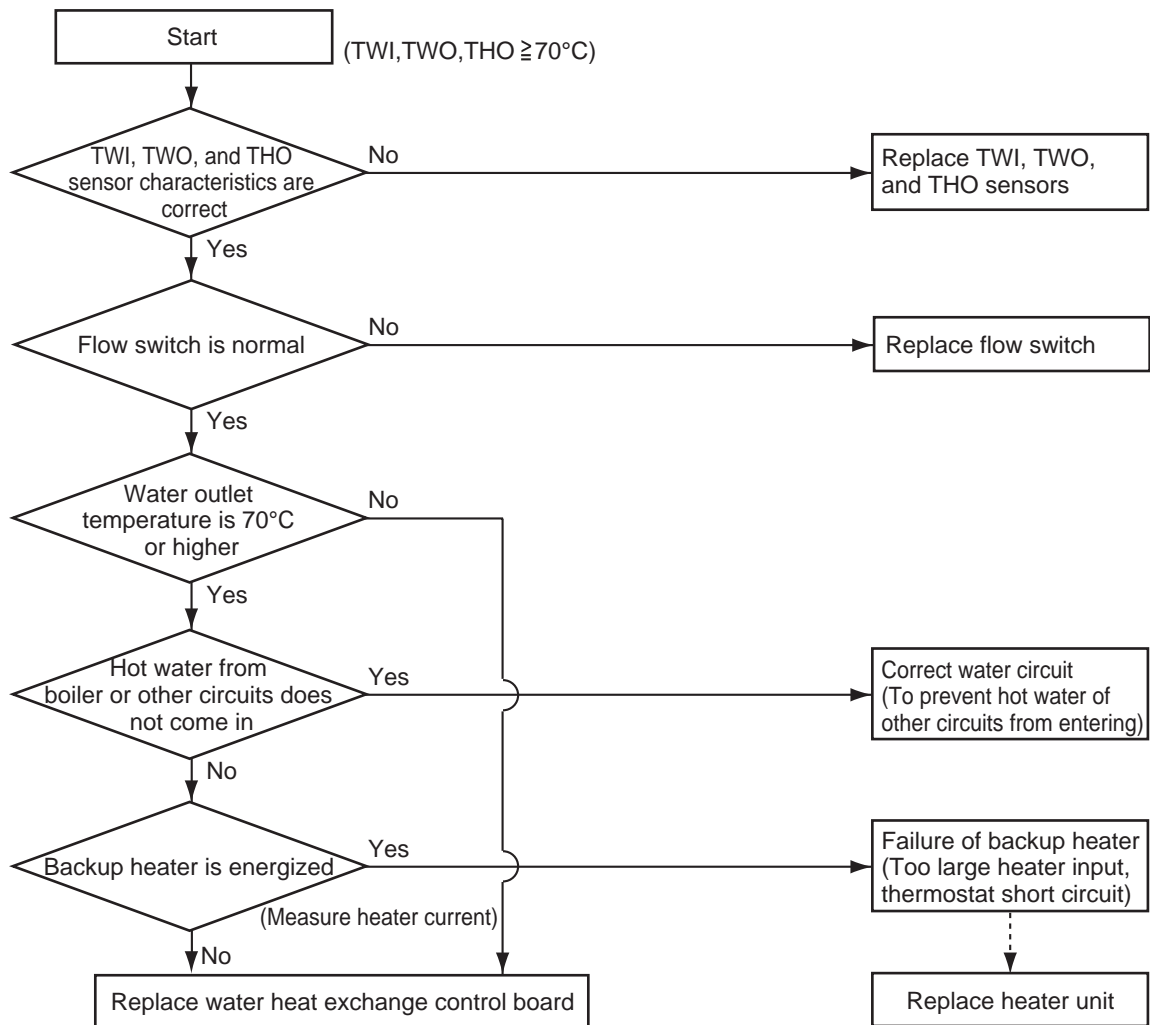 Start
(TWI,TWO,THO ≧70°C)
TWI, TWO, and THO
sensor characteristics are
correct
No
Replace TWI, TWO,
and THO sensors
Yes
Flow switch is normal
No
Replace flow switch
Yes
Water outlet
temperature is 70°C
or higher
No
Yes
Hot water from
boiler or other circuits does
not come in
Yes
Correct water circuit
(To prevent hot water of
other circuits from entering)
No
Backup heater is energized
Yes
Failure of backup heater
(Too large heater input,
thermostat short circuit)
(Measure heater current)
No
Replace water heat exchange control board
Replace heater unit